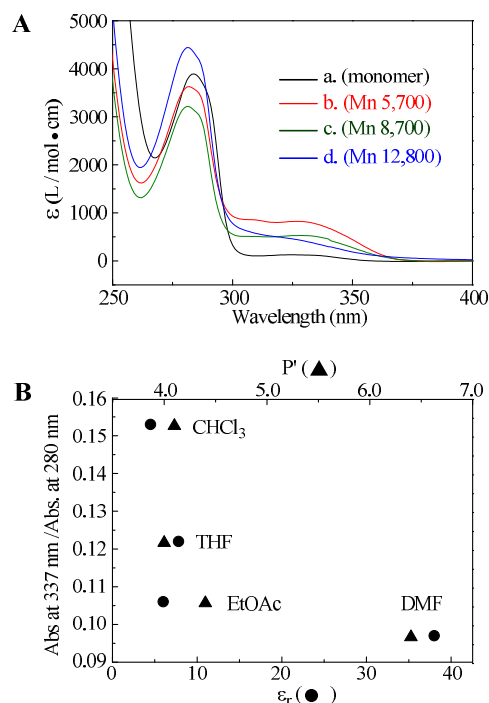 A
5000
4000
3000
2000
1000
0
ε (L / mol•cm)
a. (monomer)
b. (Mn 5,700)
c. (Mn 8,700)
d. (Mn 12,800)
250 300 350 400
Wavelength (nm)
B
P' (▲)
4.0 5.0 6.0 7.0
0.16
0.15
0.14
0.13
0.12
0.11
0.10
0.09
Abs at 337 nm /Abs. at 280 nm
CHCl₃
THF
EtOAc
DMF
0 10 20 30 40
εᵣ (●)